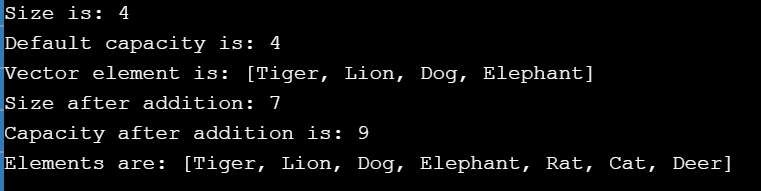 Size is: 4
Default capacity is: 4
Vector element is: [Tiger, Lion, Dog, Elephant]
Size after addition: 7
Capacity after addition is: 9
Elements are: [Tiger, Lion, Dog, Elephant, Rat, Cat, Deer]